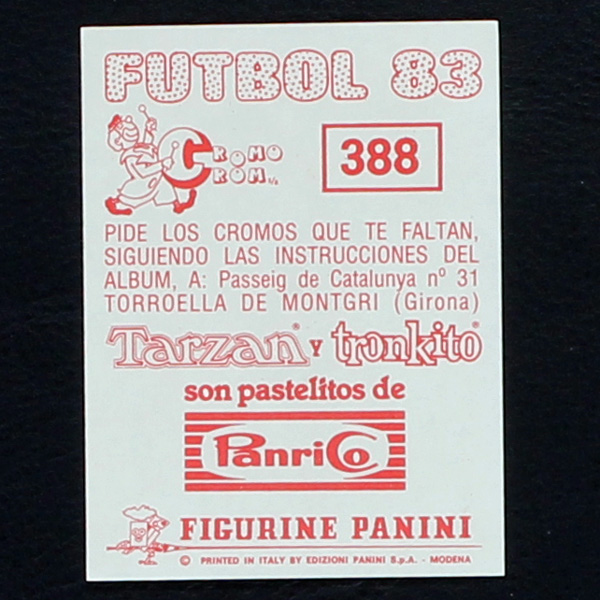 FUTBOL 83
CROMO
CROM
388
PIDE LOS CROMOS QUE TE FALTAN,
SIGUIENDO LAS INSTRUCCIONES DEL
ALBUM, A: Passeig de Catalunya nº 31
TORROELLA DE MONTGRI (Girona)
Tarzan® Y tronkito®
son pastelitos de
PanriCo
FIGURINE PANINI
© PRINTED IN ITALY BY EDIZIONI PANINI S.p.A. - MODENA